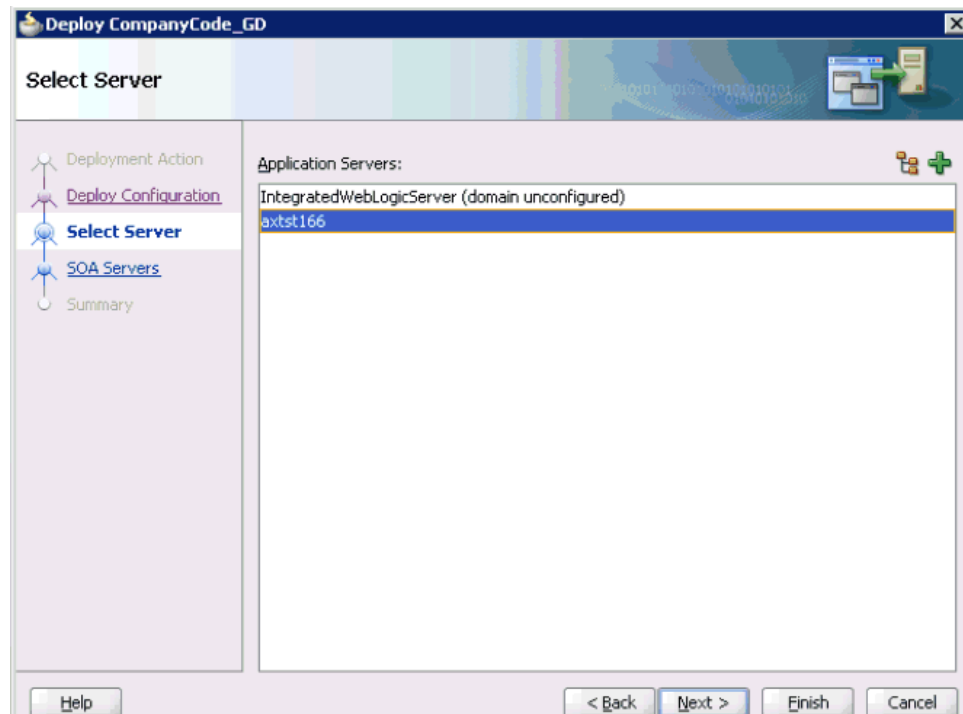 Deploy CompanyCode_GD
Select Server
Deployment Action
Deploy Configuration
Select Server
SOA Servers
Summary
Application Servers:
IntegratedWebLogicServer (domain unconfigured)
axtst166
Help
< Back
Next >
Finish
Cancel